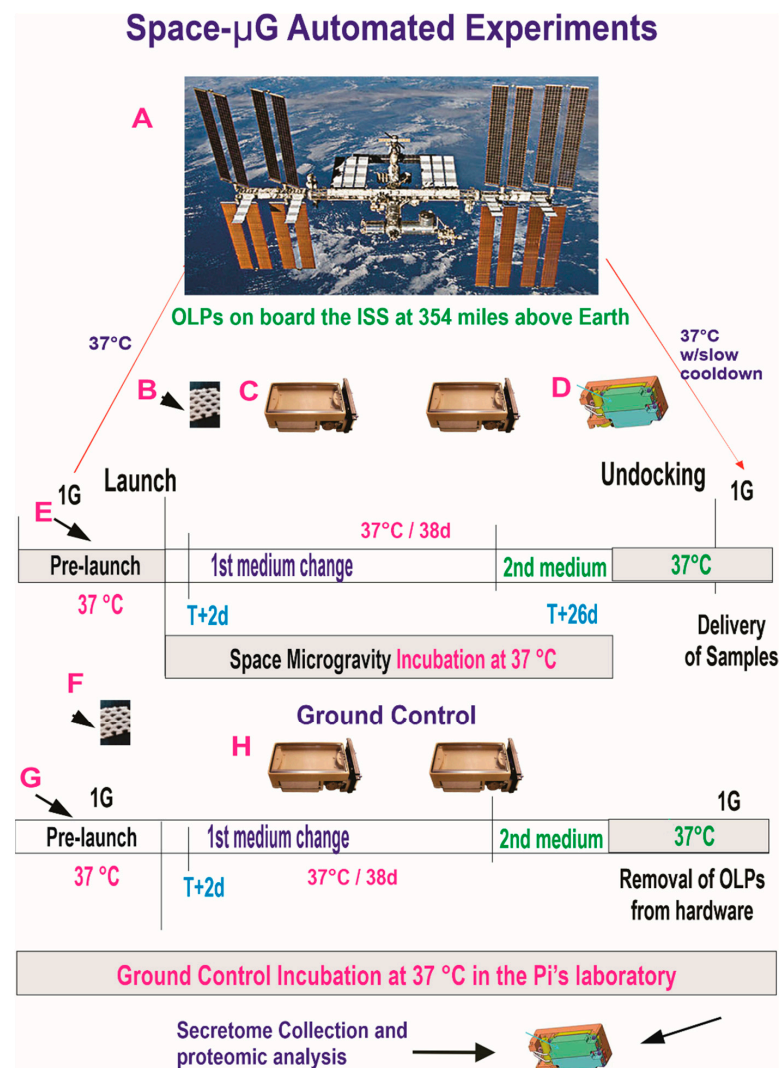 Space-µG Automated Experiments
A
OLPs on board the ISS at 354 miles above Earth
37°C
37°C
w/slow
cooldown
B
C
D
1G
Launch
Undocking
1G
E
37°C / 38d
Pre-launch
1st medium change
2nd medium
37°C
37 °C
T+2d
T+26d
Delivery
of Samples
Space Microgravity Incubation at 37 °C
F
Ground Control
H
G
1G
1G
Pre-launch
1st medium change
2nd medium
37°C
37 °C
T+2d
37°C / 38d
Removal of OLPs
from hardware
Ground Control Incubation at 37 °C in the Pi's laboratory
Secretome Collection and
proteomic analysis